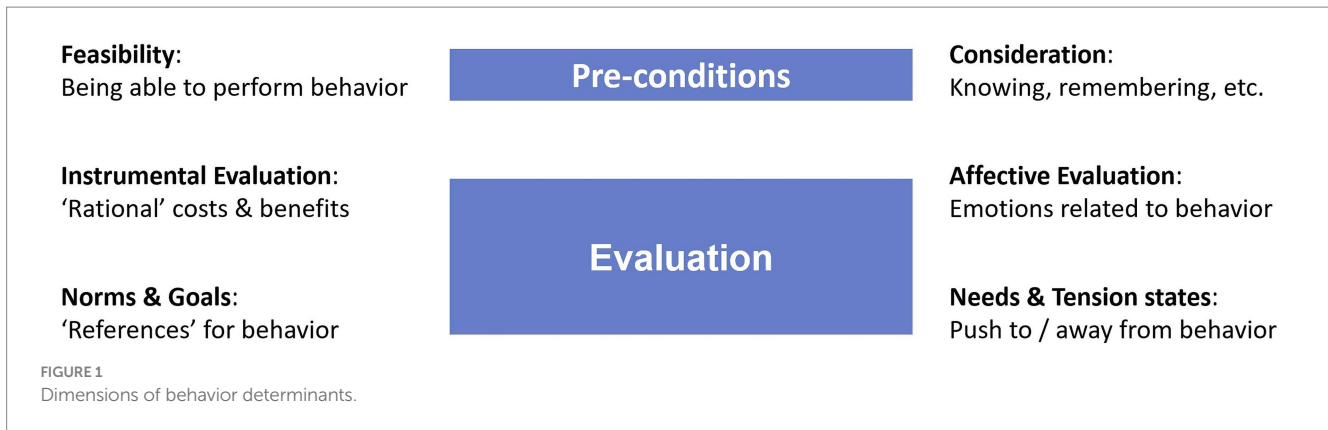 Feasibility:
Being able to perform behavior
Pre-conditions
Consideration:
Knowing, remembering, etc.
Instrumental Evaluation:
‘Rational’ costs & benefits
Evaluation
Affective Evaluation:
Emotions related to behavior
Norms & Goals:
‘References’ for behavior
Needs & Tension states:
Push to / away from behavior
FIGURE 1
Dimensions of behavior determinants.